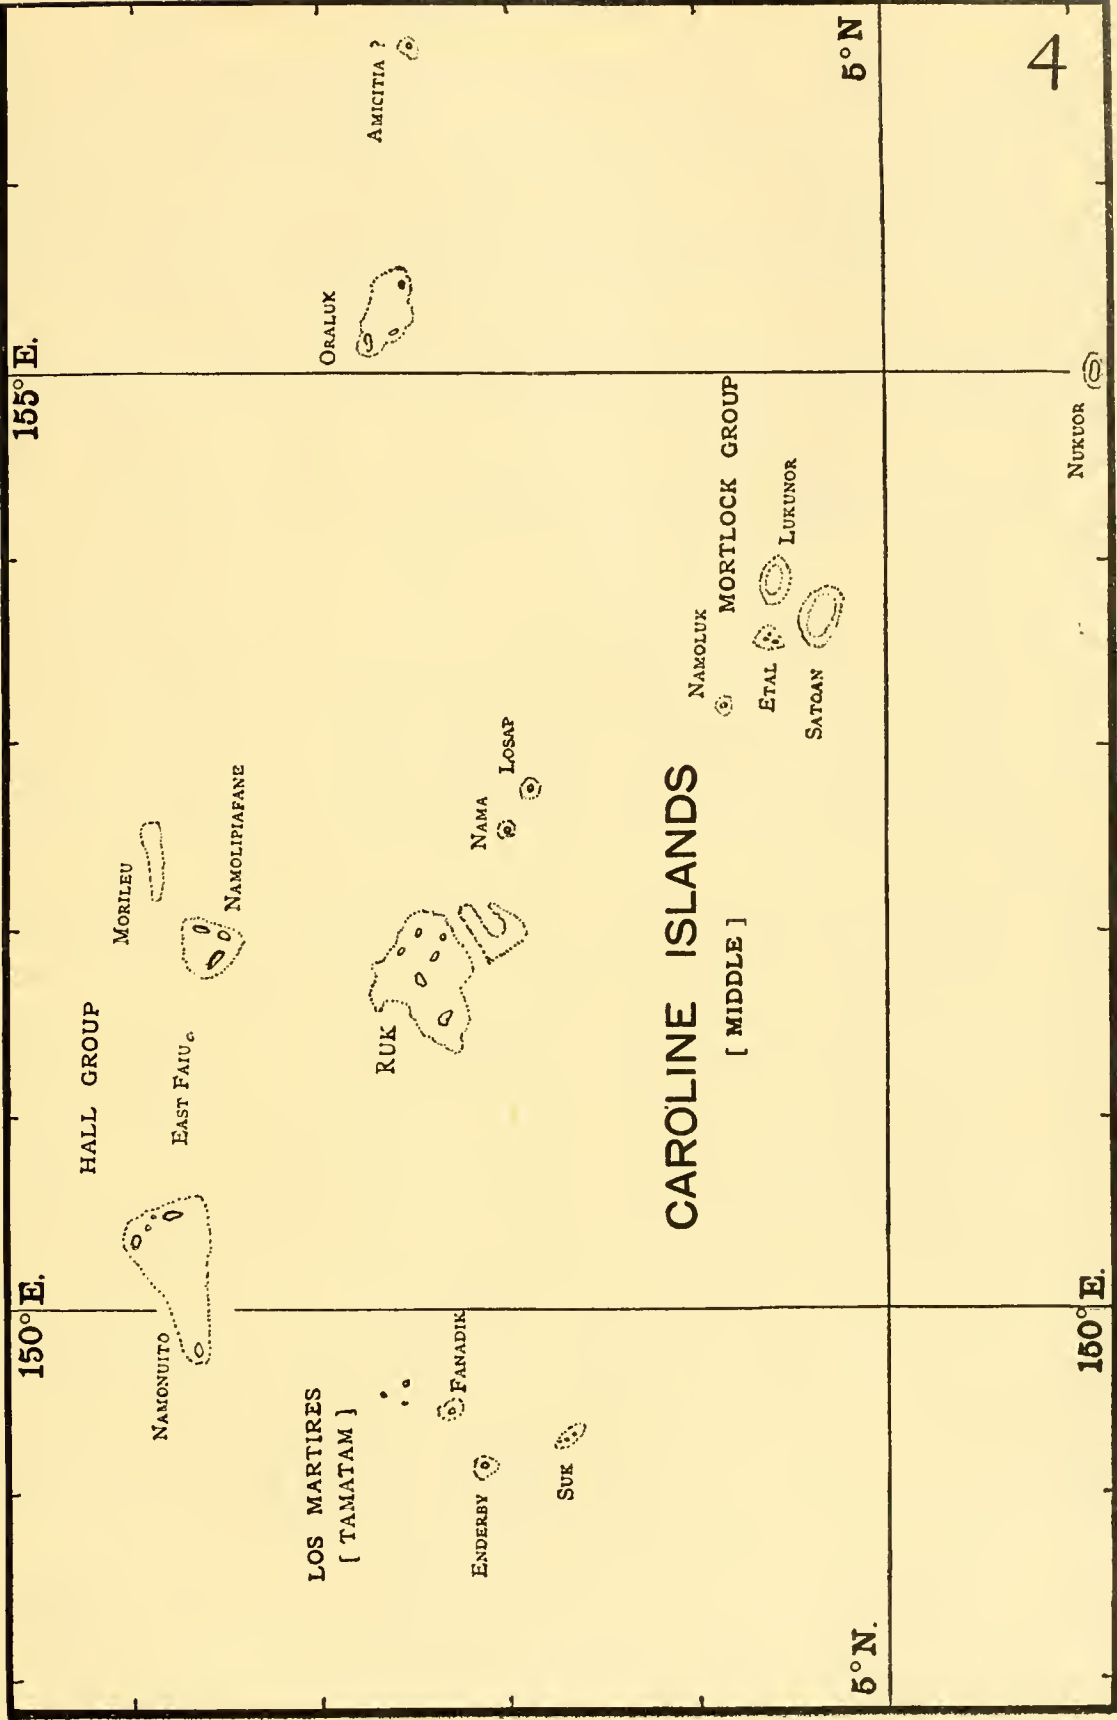 155° E.
150° E.
HALL GROUP
MORILEU
NAMOLIPIAFANE
EAST FAIU
NAMONUITO
AMICITIA ?
ORALUK
LOS MARTIRES
[ TAMATAM ]
RUK
FANADIK
ENDERBY
SUK
NAMA
LOSAP
CAROLINE ISLANDS
[ MIDDLE ]
NAMOLUK
MORTLOCK GROUP
ETAL
LUKUNOR
SATOAN
5° N.
5° N
NUKUOR
150° E.
4